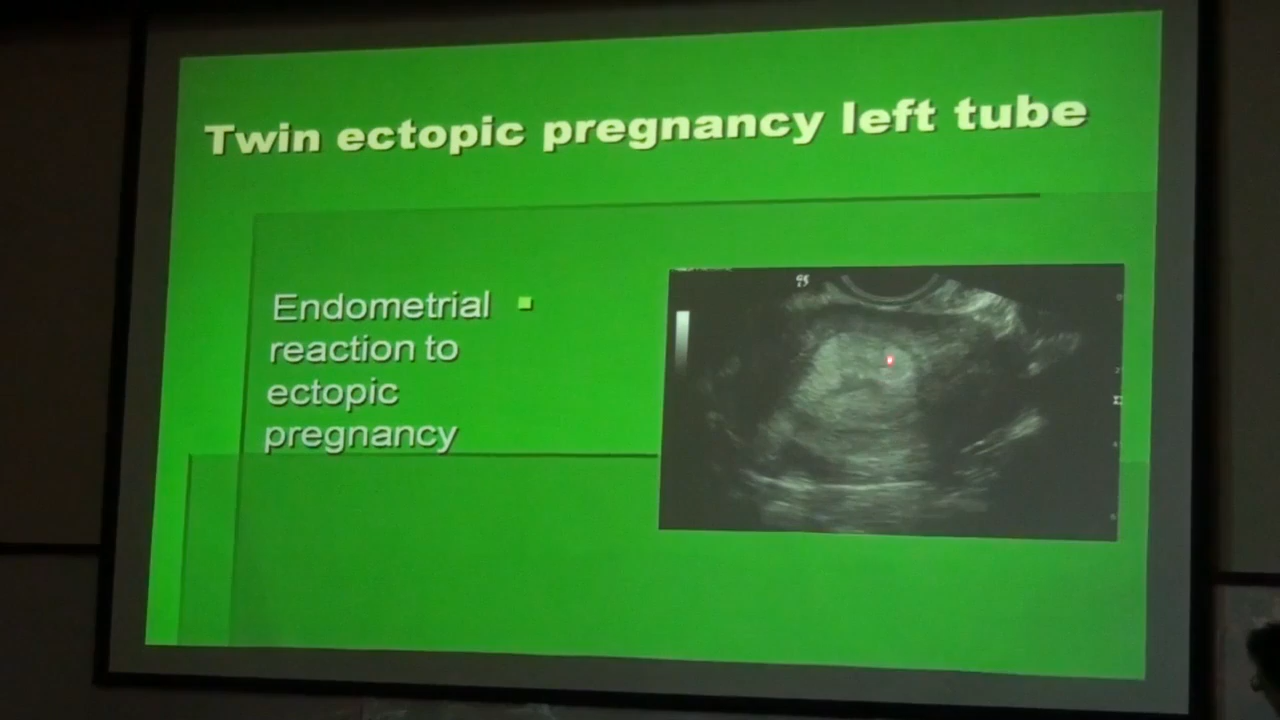 Twin ectopic pregnancy left tube
Endometrial
reaction to
ectopic
pregnancy